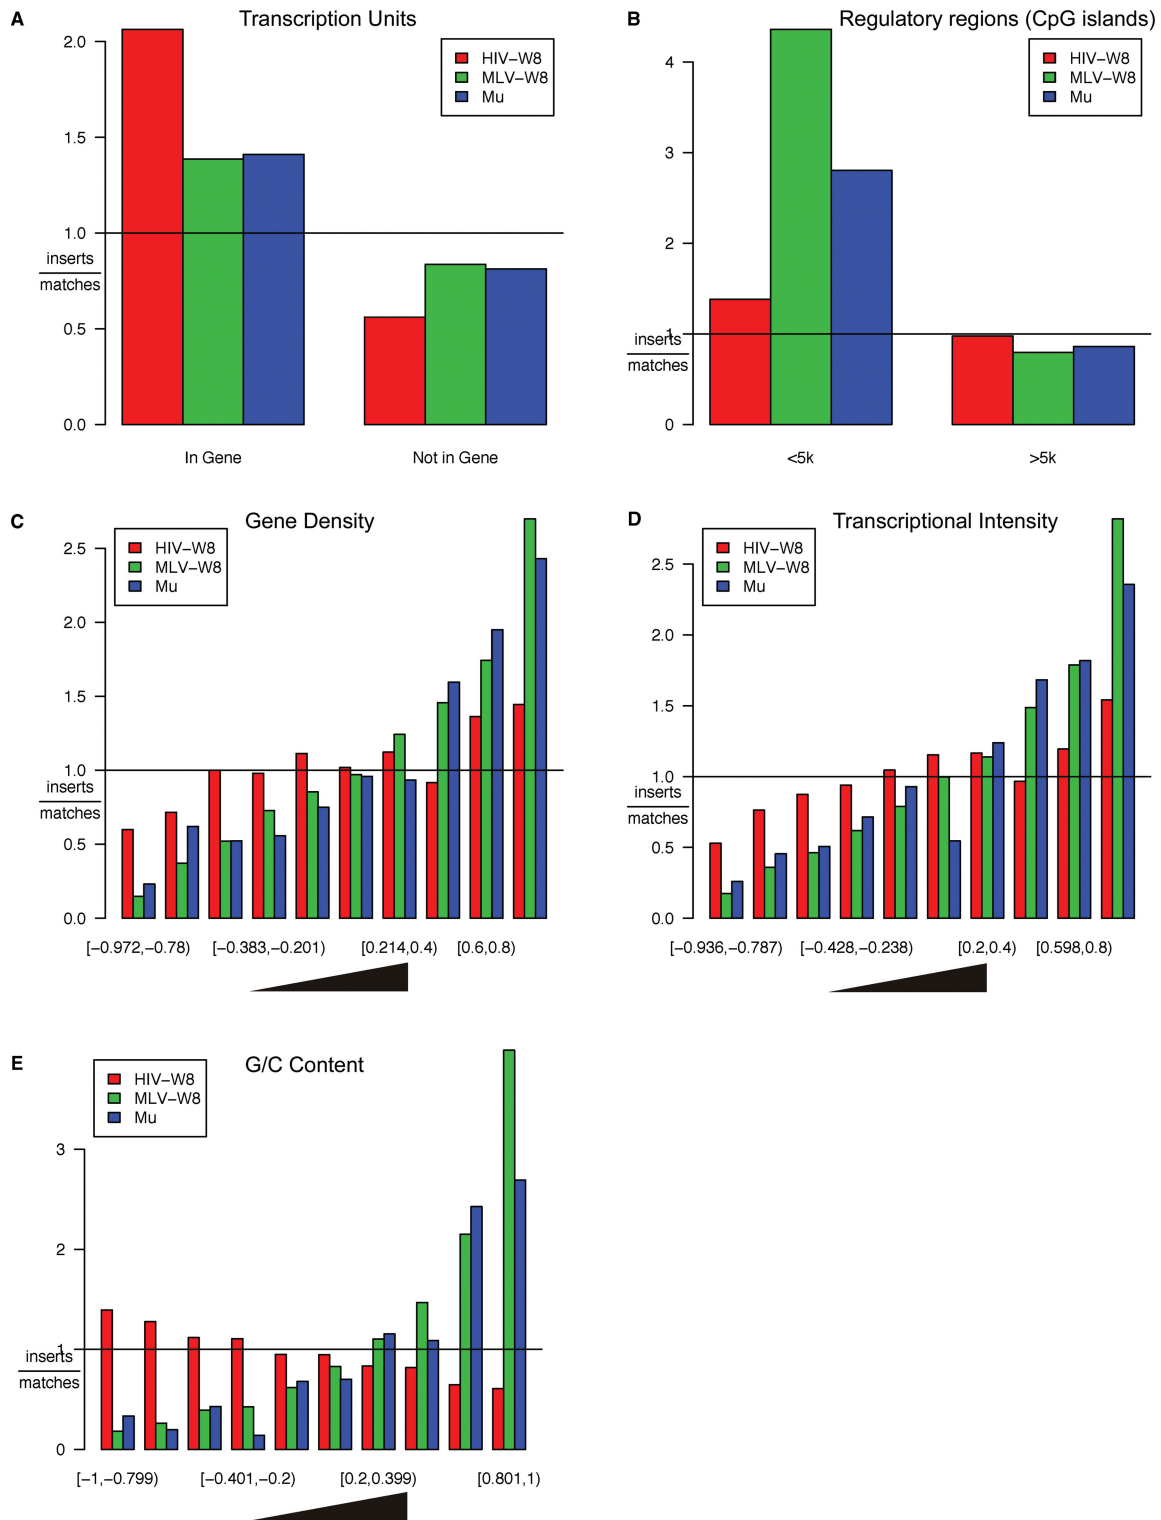 A
Transcription Units
2.0
1.5
1.0
0.5
0.0
inserts
matches
HIV–W8
MLV–W8
Mu
In Gene
Not in Gene
B
Regulatory regions (CpG islands)
4
3
2
1
0
inserts
matches
HIV–W8
MLV–W8
Mu
<5k
>5k
C
Gene Density
2.5
2.0
1.5
1.0
0.5
0.0
inserts
matches
HIV–W8
MLV–W8
Mu
[−0.972,−0.78)
[−0.383,−0.201)
[0.214,0.4)
[0.6,0.8)
D
Transcriptional Intensity
2.5
2.0
1.5
1.0
0.5
0.0
inserts
matches
HIV–W8
MLV–W8
Mu
[−0.936,−0.787)
[−0.428,−0.238)
[0.2,0.4)
[0.598,0.8)
E
G/C Content
3
2
1
0
inserts
matches
HIV–W8
MLV–W8
Mu
[−1,−0.799)
[−0.401,−0.2)
[0.2,0.399)
[0.801,1)